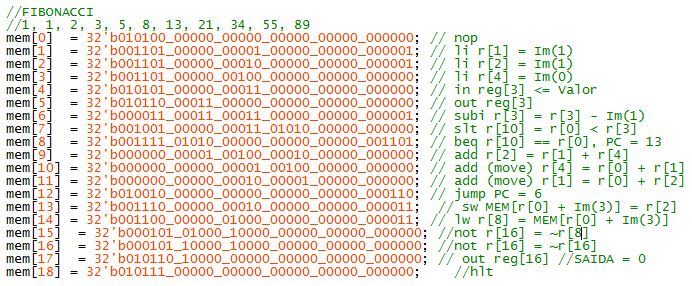 //FIBONACCI
//1, 1, 2, 3, 5, 8, 13, 21, 34, 55, 89
mem[0]  = 32'b010100_00000_00000_00000_00000_000000; // nop
mem[1]  = 32'b001101_00000_00001_00000_00000_000001; // li r[1] = Im(1)
mem[2]  = 32'b001101_00000_00010_00000_00000_000001; // li r[2] = Im(1)
mem[3]  = 32'b001101_00000_00100_00000_00000_000000; // li r[4] = Im(0)
mem[4]  = 32'b010101_00000_00011_00000_00000_000000; // in reg[3] <= Valor
mem[5]  = 32'b010110_00011_00000_00000_00000_000000; // out reg[3]
mem[6]  = 32'b000011_00011_00011_00000_00000_000001; // subi r[3] = r[3] - Im(1)
mem[7]  = 32'b001001_00000_00011_01010_00000_000000; // slt r[10] = r[0] < r[3]
mem[8]  = 32'b001111_01010_00000_00000_00000_001101; // beq r[10] == r[0], PC = 13
mem[9]  = 32'b000000_00001_00100_00010_00000_000000; // add r[2] = r[1] + r[4]
mem[10] = 32'b000000_00000_00001_00100_00000_000000; // add (move) r[4] = r[0] + r[1]
mem[11] = 32'b000000_00000_00010_00001_00000_000000; // add (move) r[1] = r[0] + r[2]
mem[12] = 32'b010010_00000_00000_00000_00000_000110; // jump PC = 6
mem[13] = 32'b001110_00000_00010_00000_00000_000011; // sw MEM[r[0] + Im(3)] = r[2]
mem[14] = 32'b001100_00000_01000_00000_00000_000011; // lw r[8] = MEM[r[0] + Im(3)]
mem[15]  = 32'b000101_01000_10000_00000_00000_000000; //not r[16] = ~r[8]
mem[16]  = 32'b000101_10000_10000_00000_00000_000000; //not r[16] = ~r[16]
mem[17]  = 32'b010110_10000_00000_00000_00000_000000; // out reg[16] //SAIDA = 0
mem[18] = 32'b010111_00000_00000_00000_00000_000000; //hlt